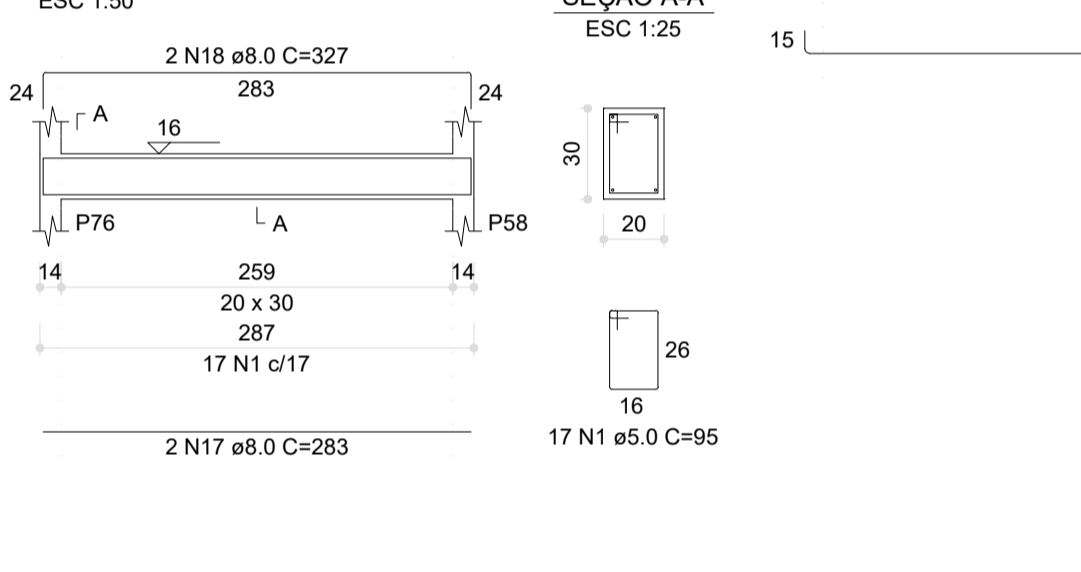 ESC 1:50
SEÇÃO A-A
ESC 1:25
15
2 N18 ø8.0 C=327
24
283
24
A
16
30
P76
A
P58
20
14
259
14
20 x 30
287
26
17 N1 c/17
16
17 N1 ø5.0 C=95
2 N17 ø8.0 C=283